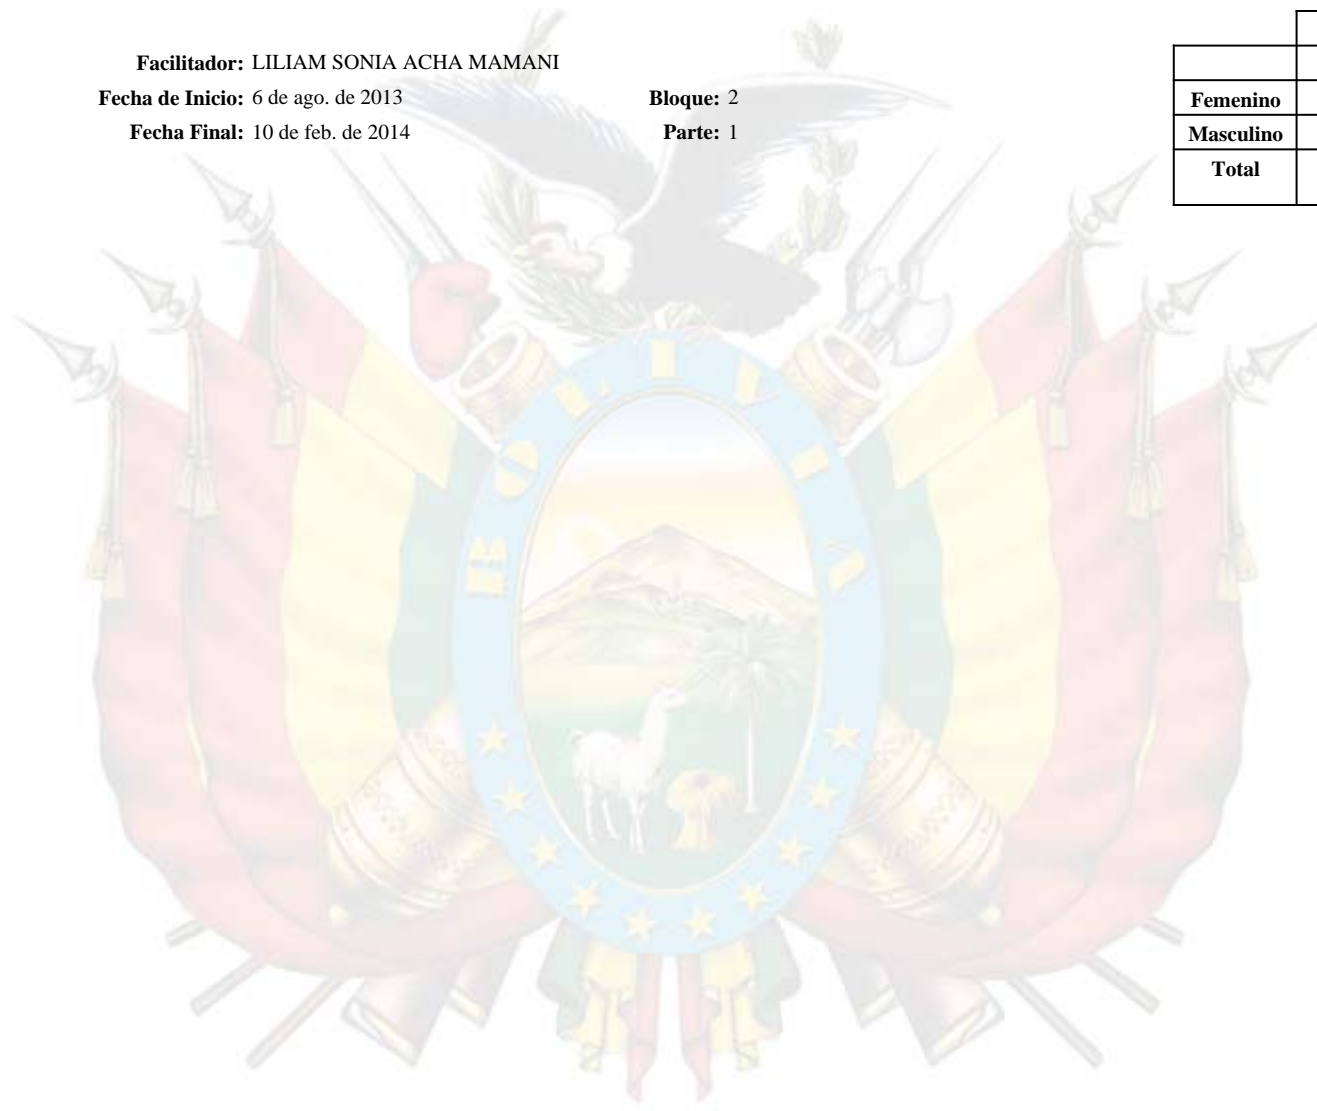 Facilitador: LILIAM SONIA ACHA MAMANI
Fecha de Inicio: 6 de ago. de 2013 Bloque: 2
Fecha Final: 10 de feb. de 2014 Parte: 1
Femenino
Masculino
Total
BOLIVIA